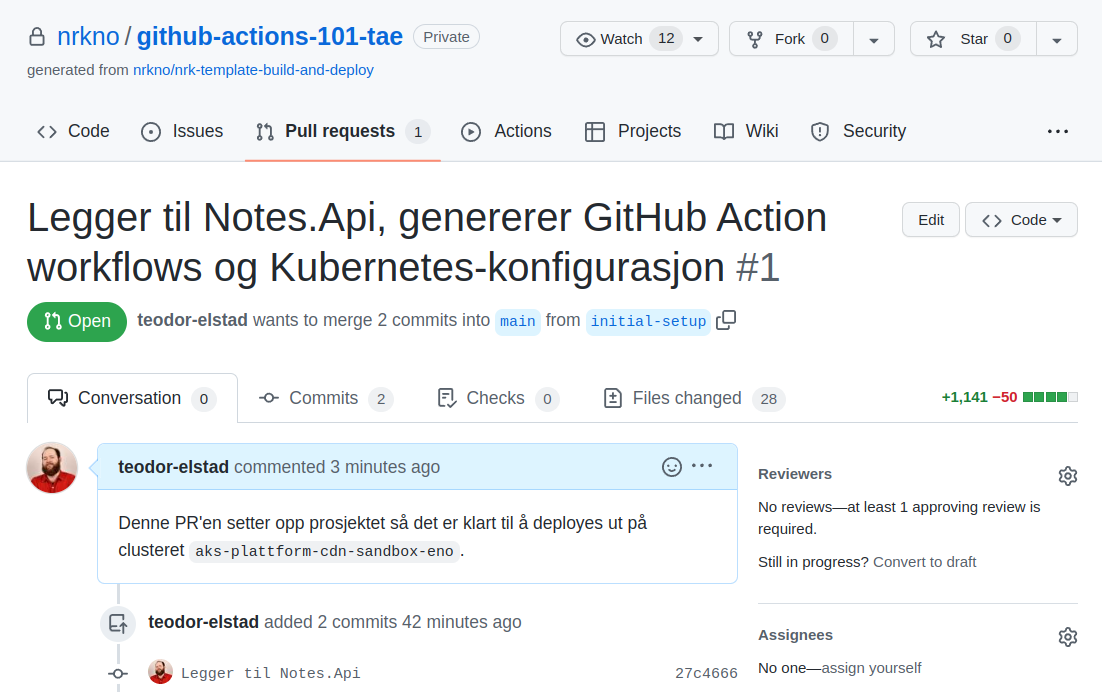 nrkno / github-actions-101-tae Private Watch 12 Fork 0 Star 0
generated from nrkno/nrk-template-build-and-deploy
Code Issues Pull requests 1 Actions Projects Wiki Security ...
Legger til Notes.Api, genererer GitHub Action
workflows og Kubernetes-konfigurasjon #1
Edit Code
Open teodor-elstad wants to merge 2 commits into main from initial-setup
Conversation 0 Commits 2 Checks 0 Files changed 28 +1,141 −50
teodor-elstad commented 3 minutes ago ...
Denne PR'en setter opp prosjektet så det er klart til å deployes ut på
clusteret aks-plattform-cdn-sandbox-eno.
teodor-elstad added 2 commits 42 minutes ago
Legger til Notes.Api 27c4666
Reviewers
No reviews—at least 1 approving review is
required.
Still in progress? Convert to draft
Assignees
No one—assign yourself